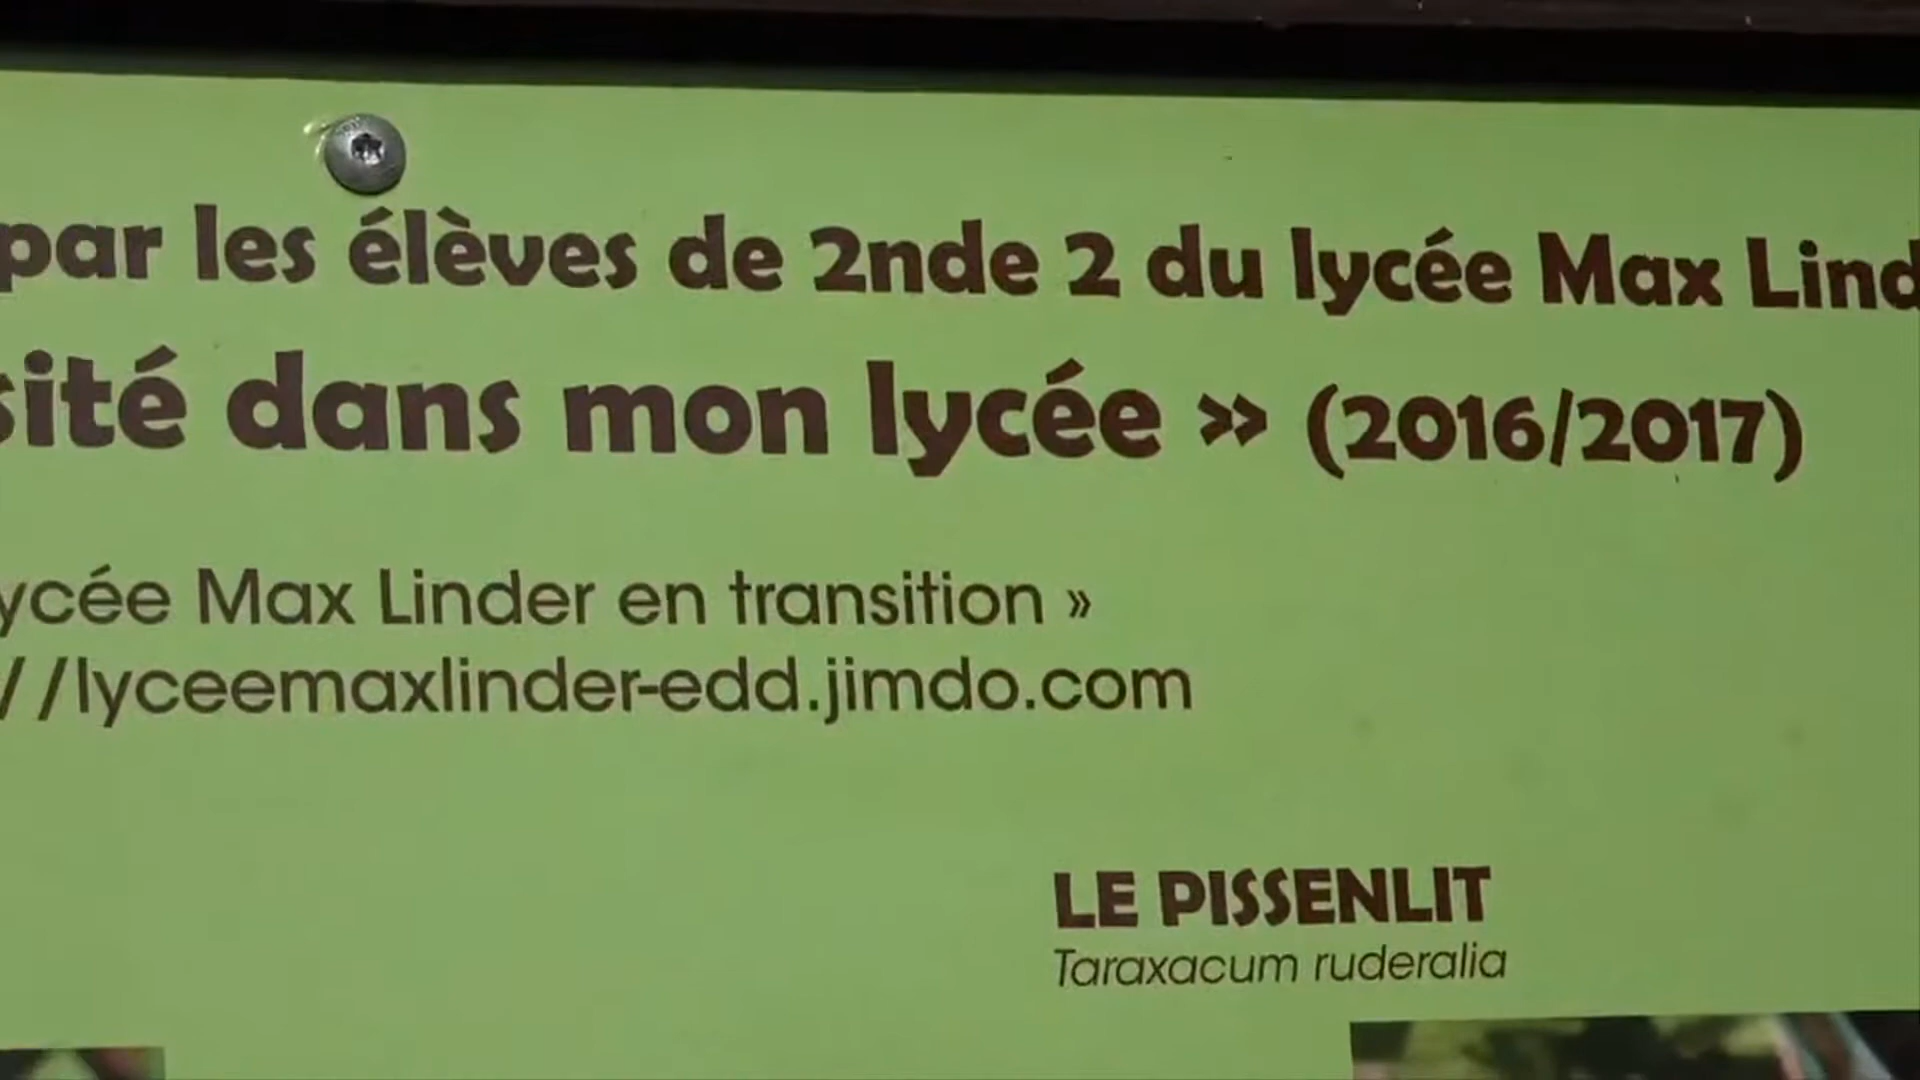 par les élèves de 2nde 2 du lycée Max Lind
sité dans mon lycée » (2016/2017)
ycée Max Linder en transition »
//lyceemaxlinder-edd.jimdo.com
LE PISSENLIT
Taraxacum ruderalia